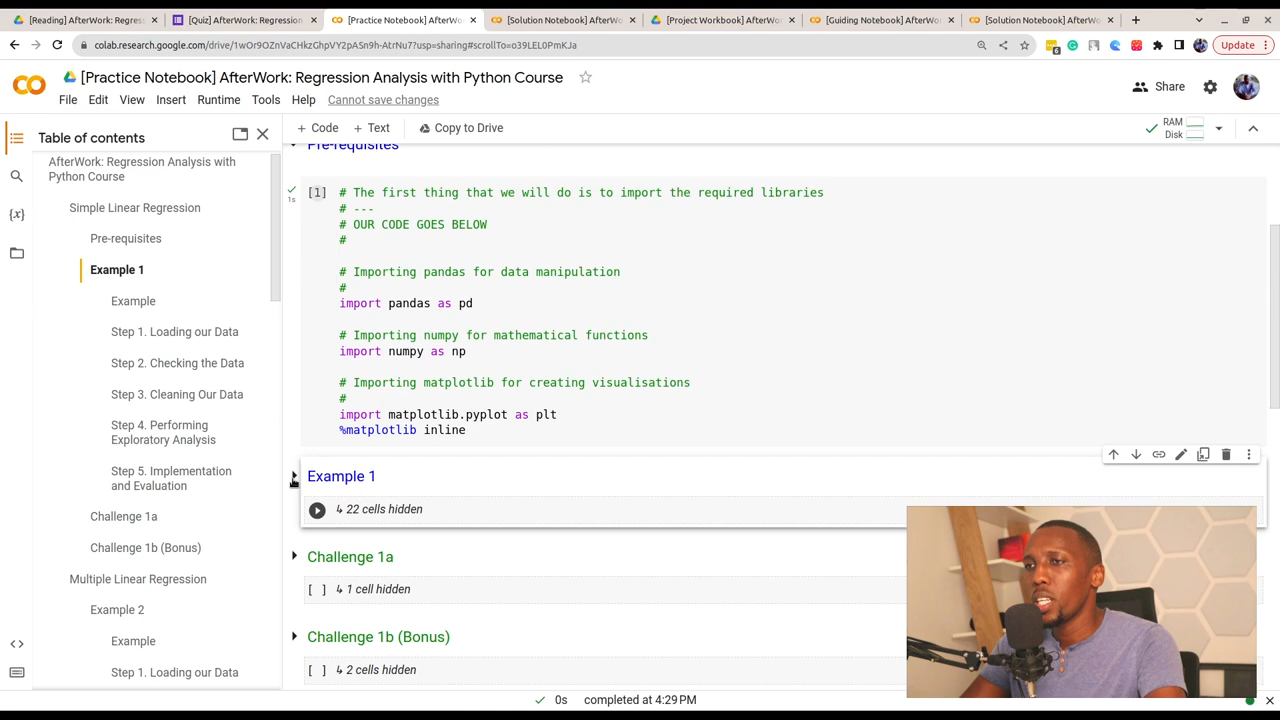 [Reading] AfterWork: Regress
[Quiz] AfterWork: Regression
[Practice Notebook] AfterWo
[Solution Notebook] AfterWo
[Project Workbook] AfterWo
[Guiding Notebook] AfterWo
[Solution Notebook] AfterWo
colab.research.google.com/drive/1wOr9OZnVaCHkzGhpVY2pASn9h-AtrNu7?usp=sharing#scrollTo=o39LEL0PmKJa
6
Update
[Practice Notebook] AfterWork: Regression Analysis with Python Course
File Edit View Insert Runtime Tools Help Cannot save changes
Share
Table of contents
+ Code + Text Copy to Drive
RAM
Disk
AfterWork: Regression Analysis with
Python Course
Simple Linear Regression
Pre-requisites
Example 1
Example
Step 1. Loading our Data
Step 2. Checking the Data
Step 3. Cleaning Our Data
Step 4. Performing
Exploratory Analysis
Step 5. Implementation
and Evaluation
Challenge 1a
Challenge 1b (Bonus)
Multiple Linear Regression
Example 2
Example
Step 1. Loading our Data
{x}
Pre-requisites
[1] # The first thing that we will do is to import the required libraries
1s
# ---
# OUR CODE GOES BELOW
#
# Importing pandas for data manipulation
#
import pandas as pd
# Importing numpy for mathematical functions
import numpy as np
# Importing matplotlib for creating visualisations
#
import matplotlib.pyplot as plt
%matplotlib inline
Example 1
↳ 22 cells hidden
Challenge 1a
[ ] ↳ 1 cell hidden
Challenge 1b (Bonus)
[ ] ↳ 2 cells hidden
0s completed at 4:29 PM